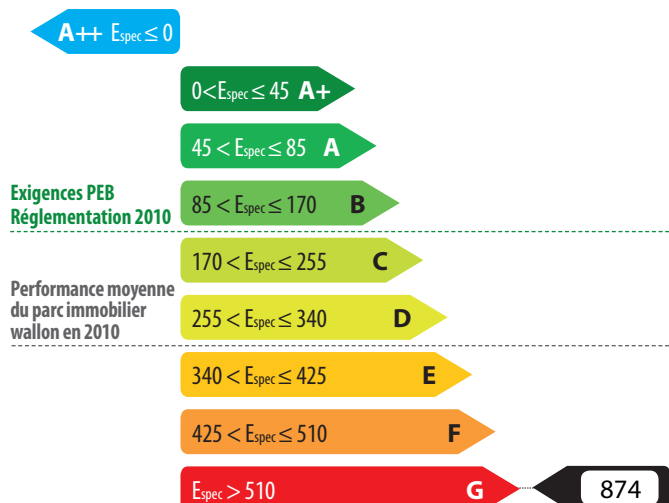 A++ Espec ≤ 0
0<Espec ≤ 45 A+
45 < Espec ≤ 85 A
Exigences PEB
Réglementation 2010
85 < Espec ≤ 170 B
170 < Espec ≤ 255 C
Performance moyenne
du parc immobilier
wallon en 2010
255 < Espec ≤ 340 D
340 < Espec ≤ 425 E
425 < Espec ≤ 510 F
Espec > 510 G 874